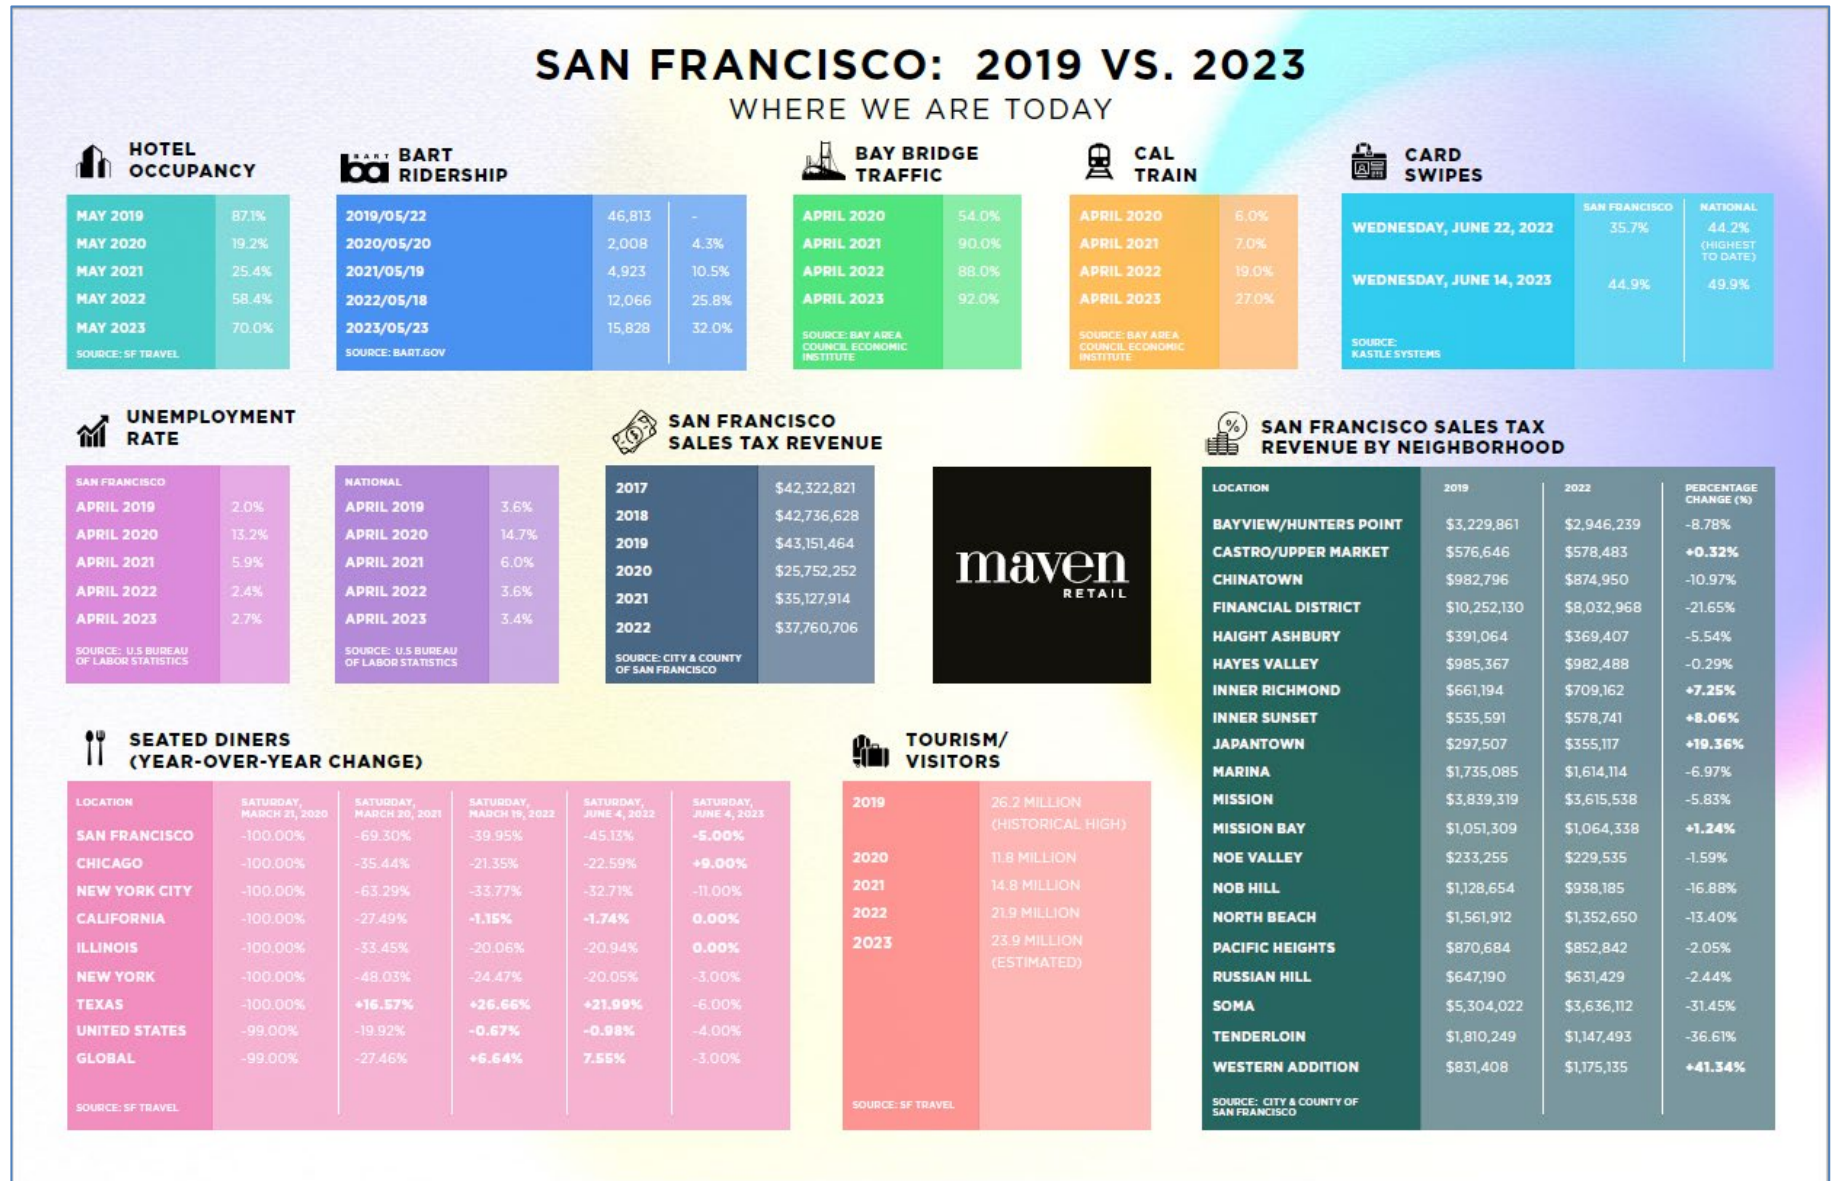 SAN FRANCISCO: 2019 VS. 2023
WHERE WE ARE TODAY
HOTEL
OCCUPANCY
MAY 2019 87.1%
MAY 2020 19.2%
MAY 2021 25.4%
MAY 2022 58.4%
MAY 2023 70.0%
SOURCE: SF TRAVEL
BART
ba
BART
RIDERSHIP
2019/05/22 46,813 -
2020/05/20 2,008 4.3%
2021/05/19 4,923 10.5%
2022/05/18 12,066 25.8%
2023/05/23 15,828 32.0%
SOURCE: BART.GOV
BAY BRIDGE
TRAFFIC
APRIL 2020 54.0%
APRIL 2021 90.0%
APRIL 2022 88.0%
APRIL 2023 92.0%
SOURCE: BAY AREA
COUNCIL ECONOMIC
INSTITUTE
CAL
TRAIN
APRIL 2020 6.0%
APRIL 2021 7.0%
APRIL 2022 19.0%
APRIL 2023 27.0%
SOURCE: BAY AREA
COUNCIL ECONOMIC
INSTITUTE
CARD
SWIPES
SAN FRANCISCO NATIONAL
WEDNESDAY, JUNE 22, 2022 35.7% 44.2%
(HIGHEST
TO DATE)
WEDNESDAY, JUNE 14, 2023 44.9% 49.9%
SOURCE:
KASTLE SYSTEMS
UNEMPLOYMENT
RATE
SAN FRANCISCO
APRIL 2019 2.0%
APRIL 2020 13.2%
APRIL 2021 5.9%
APRIL 2022 2.4%
APRIL 2023 2.7%
SOURCE: U.S BUREAU
OF LABOR STATISTICS
NATIONAL
APRIL 2019 3.6%
APRIL 2020 14.7%
APRIL 2021 6.0%
APRIL 2022 3.6%
APRIL 2023 3.4%
SOURCE: U.S BUREAU
OF LABOR STATISTICS
SAN FRANCISCO
SALES TAX REVENUE
2017 $42,322,821
2018 $42,736,628
2019 $43,151,464
2020 $25,752,252
2021 $35,127,914
2022 $37,760,706
SOURCE: CITY & COUNTY
OF SAN FRANCISCO
maven
RETAIL
%
SAN FRANCISCO SALES TAX
REVENUE BY NEIGHBORHOOD
LOCATION 2019 2022 PERCENTAGE
CHANGE (%)
BAYVIEW/HUNTERS POINT $3,229,861 $2,946,239 -8.78%
CASTRO/UPPER MARKET $576,646 $578,483 +0.32%
CHINATOWN $982,796 $874,950 -10.97%
FINANCIAL DISTRICT $10,252,130 $8,032,968 -21.65%
HAIGHT ASHBURY $391,064 $369,407 -5.54%
HAYES VALLEY $985,367 $982,488 -0.29%
INNER RICHMOND $661,194 $709,162 +7.25%
INNER SUNSET $535,591 $578,741 +8.06%
JAPANTOWN $297,507 $355,117 +19.36%
MARINA $1,735,085 $1,614,114 -6.97%
MISSION $3,839,319 $3,615,538 -5.83%
MISSION BAY $1,051,309 $1,064,338 +1.24%
NOE VALLEY $233,255 $229,535 -1.59%
NOB HILL $1,128,654 $938,185 -16.88%
NORTH BEACH $1,561,912 $1,352,650 -13.40%
PACIFIC HEIGHTS $870,684 $852,842 -2.05%
RUSSIAN HILL $647,190 $631,429 -2.44%
SOMA $5,304,022 $3,636,112 -31.45%
TENDERLOIN $1,810,249 $1,147,493 -36.61%
WESTERN ADDITION $831,408 $1,175,135 +41.34%
SOURCE: CITY & COUNTY OF
SAN FRANCISCO
SEATED DINERS
(YEAR-OVER-YEAR CHANGE)
LOCATION SATURDAY, SATURDAY, SATURDAY, SATURDAY, SATURDAY,
MARCH 21, 2020 MARCH 20, 2021 MARCH 19, 2022 JUNE 4, 2022 JUNE 4, 2023
SAN FRANCISCO -100.00% -69.30% -39.95% -45.13% -5.00%
CHICAGO -100.00% -35.44% -21.35% -22.59% +9.00%
NEW YORK CITY -100.00% -63.29% -33.77% -32.71% -11.00%
CALIFORNIA -100.00% -27.49% -1.15% -1.74% 0.00%
ILLINOIS -100.00% -33.45% -20.06% -20.94% 0.00%
NEW YORK -100.00% -48.03% -24.47% -20.05% -3.00%
TEXAS -100.00% +16.57% +26.66% +21.99% -6.00%
UNITED STATES -99.00% -19.92% -0.67% -0.98% -4.00%
GLOBAL -99.00% -27.46% +6.64% 7.55% -3.00%
SOURCE: SF TRAVEL
TOURISM/
VISITORS
2019 26.2 MILLION
(HISTORICAL HIGH)
2020 11.8 MILLION
2021 14.8 MILLION
2022 21.9 MILLION
2023 23.9 MILLION
(ESTIMATED)
SOURCE: SF TRAVEL